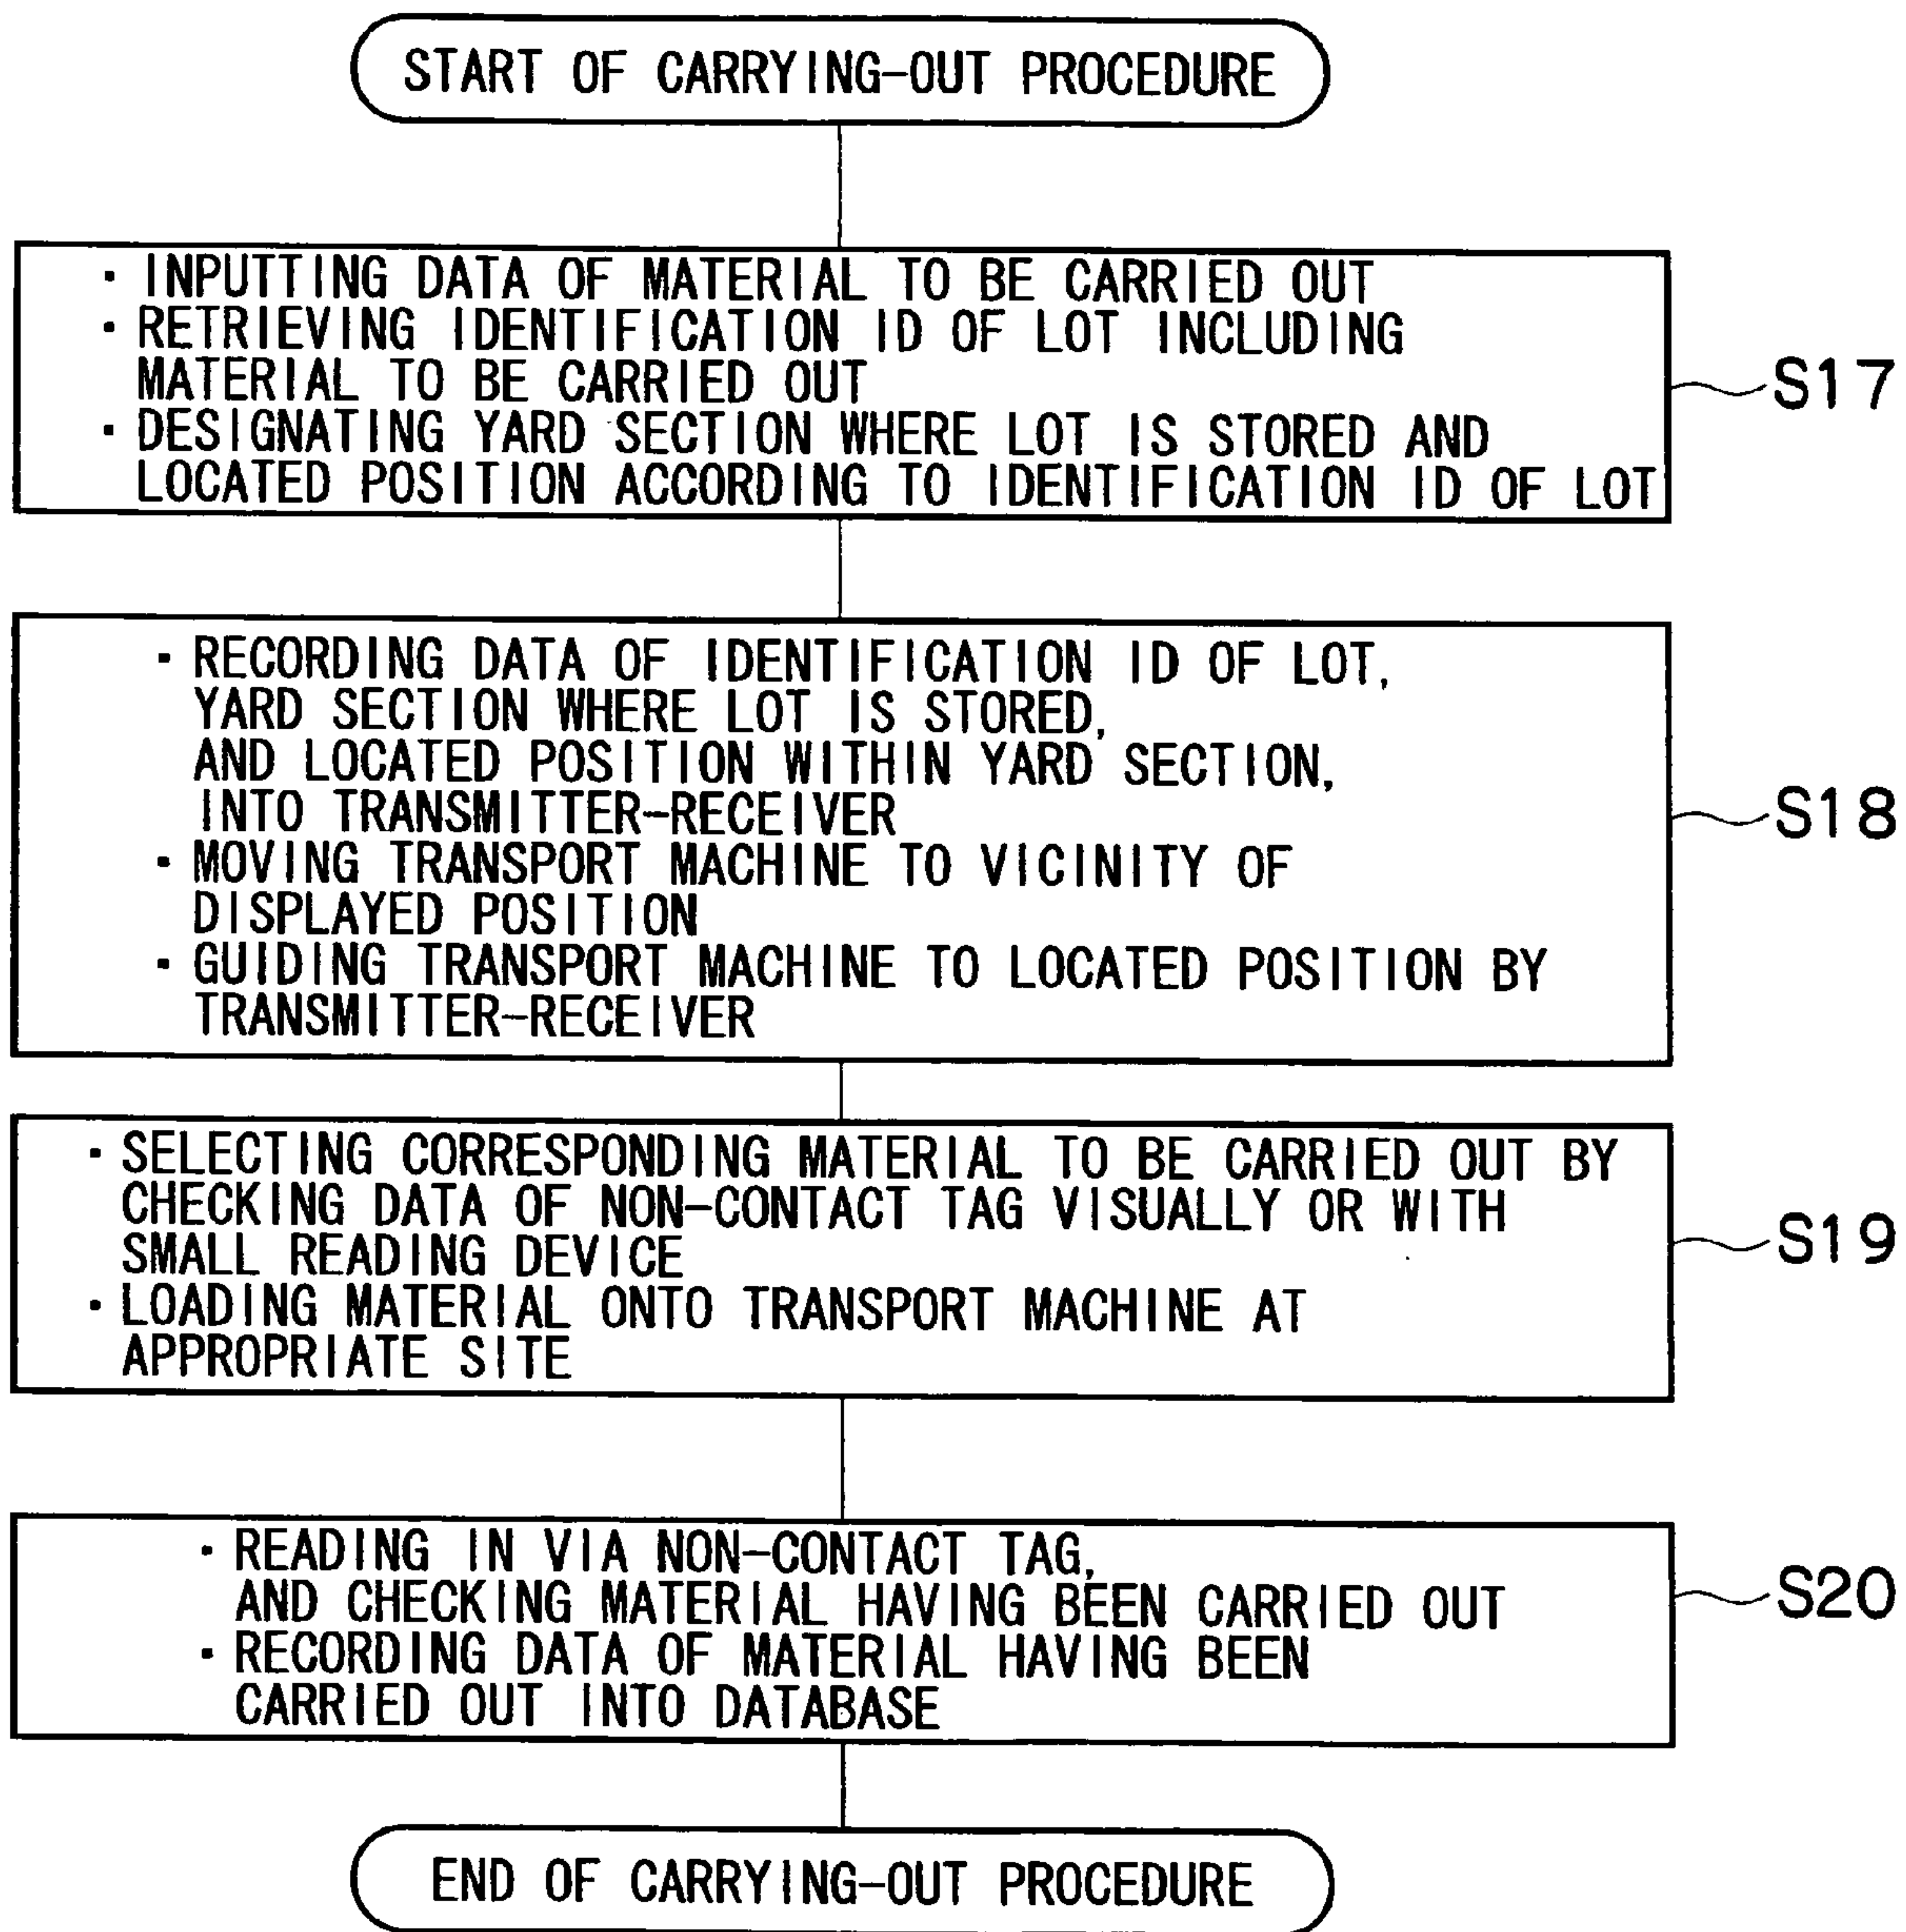 START OF CARRYING-OUT PROCEDURE
· INPUTTING DATA OF MATERIAL TO BE CARRIED OUT
· RETRIEVING IDENTIFICATION ID OF LOT INCLUDING
MATERIAL TO BE CARRIED OUT
· DESIGNATING YARD SECTION WHERE LOT IS STORED AND
LOCATED POSITION ACCORDING TO IDENTIFICATION ID OF LOT
S17
· RECORDING DATA OF IDENTIFICATION ID OF LOT,
YARD SECTION WHERE LOT IS STORED,
AND LOCATED POSITION WITHIN YARD SECTION,
INTO TRANSMITTER-RECEIVER
· MOVING TRANSPORT MACHINE TO VICINITY OF
DISPLAYED POSITION
· GUIDING TRANSPORT MACHINE TO LOCATED POSITION BY
TRANSMITTER-RECEIVER
S18
· SELECTING CORRESPONDING MATERIAL TO BE CARRIED OUT BY
CHECKING DATA OF NON-CONTACT TAG VISUALLY OR WITH
SMALL READING DEVICE
· LOADING MATERIAL ONTO TRANSPORT MACHINE AT
APPROPRIATE SITE
S19
· READING IN VIA NON-CONTACT TAG,
AND CHECKING MATERIAL HAVING BEEN CARRIED OUT
· RECORDING DATA OF MATERIAL HAVING BEEN
CARRIED OUT INTO DATABASE
S20
END OF CARRYING-OUT PROCEDURE